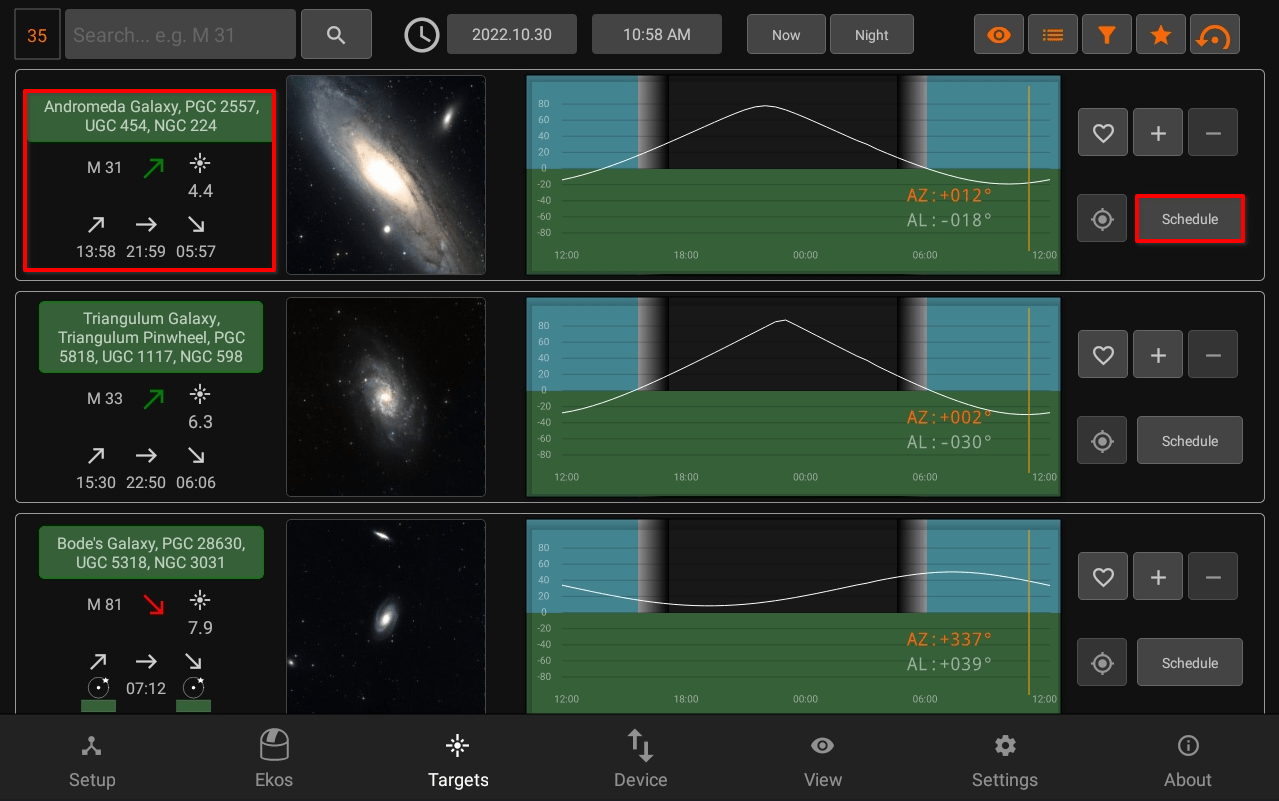 35
Search... e.g. M 31
2022.10.30
10:58 AM
Now
Night
Andromeda Galaxy, PGC 2557,
UGC 454, NGC 224
M 31
4.4
13:58 21:59 05:57
80
60
40
20
0
-20
-40
-60
-80
AZ:+012°
AL:-018°
12:00 18:00 00:00 06:00 12:00
Schedule
Triangulum Galaxy,
Triangulum Pinwheel, PGC
5818, UGC 1117, NGC 598
M 33
6.3
15:30 22:50 06:06
80
60
40
20
0
-20
-40
-60
-80
AZ:+002°
AL:-030°
12:00 18:00 00:00 06:00 12:00
Schedule
Bode's Galaxy, PGC 28630,
UGC 5318, NGC 3031
M 81
7.9
07:12
80
60
40
20
0
-20
-40
-60
-80
AZ:+337°
AL:+039°
12:00 18:00 00:00 06:00 12:00
Schedule
Setup
Ekos
Targets
Device
View
Settings
About